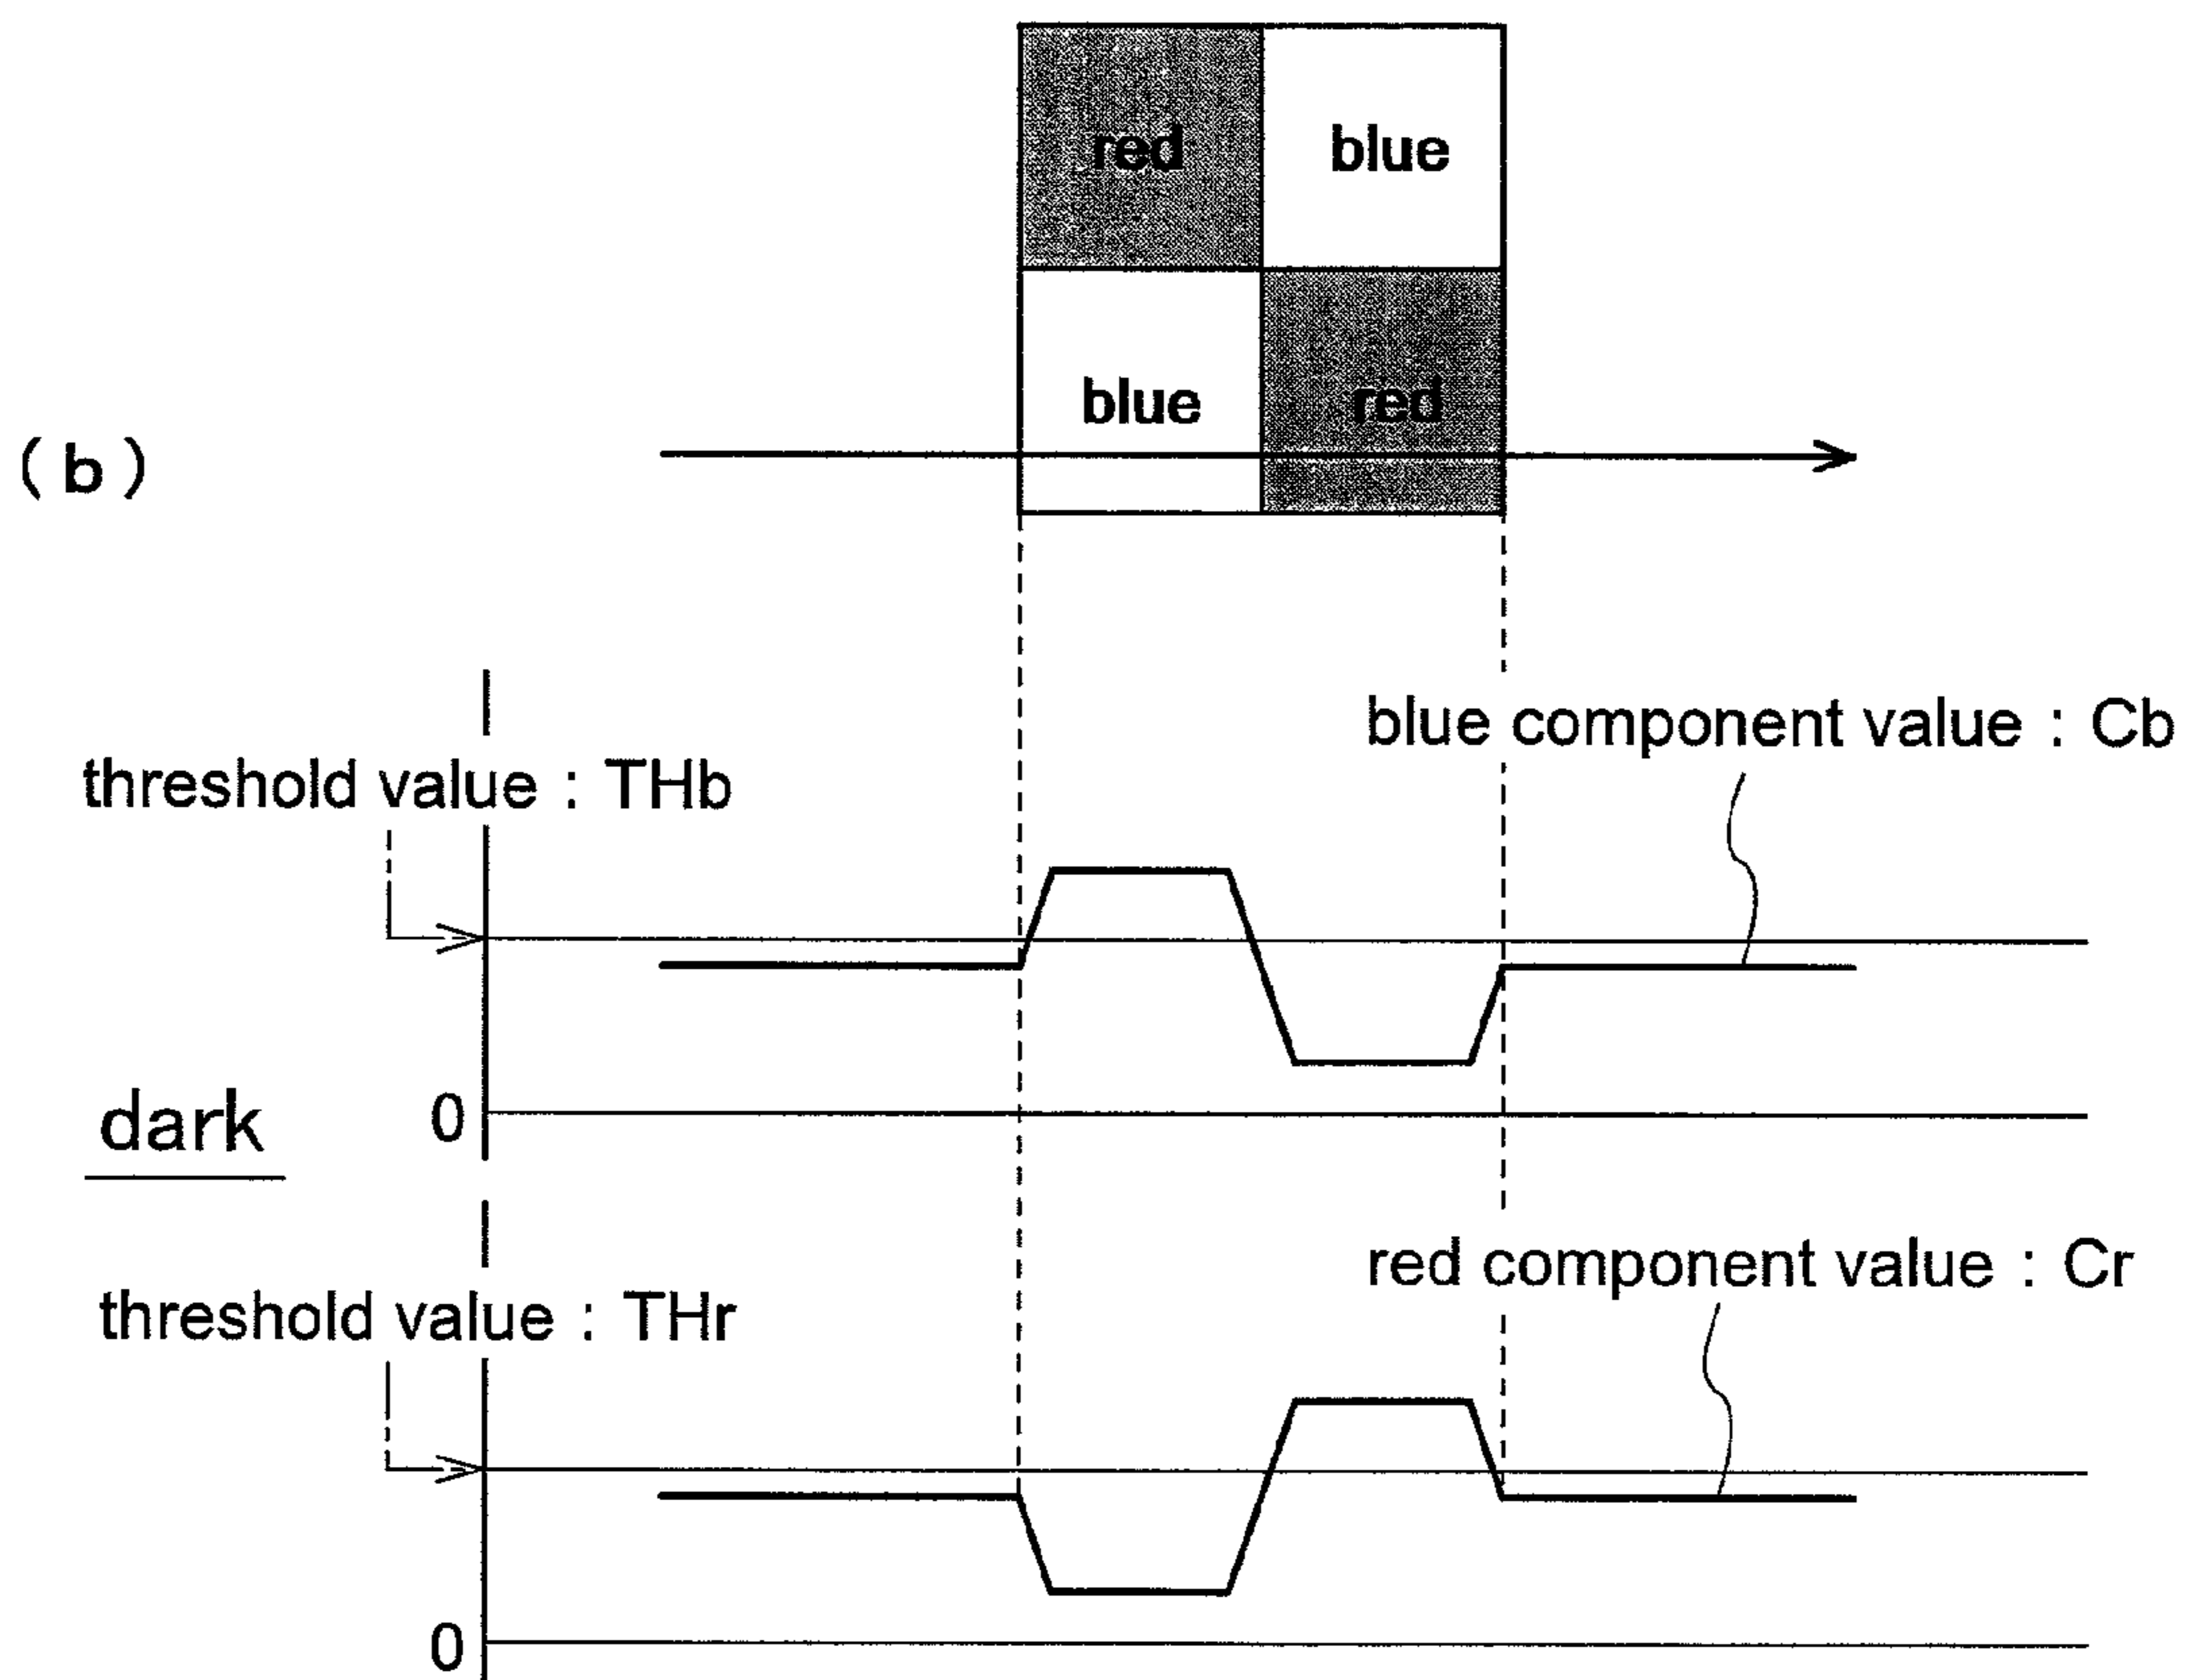 red
blue
blue
red
( b )
blue component value : Cb
threshold value : THb
dark
0
red component value : Cr
threshold value : THr
0